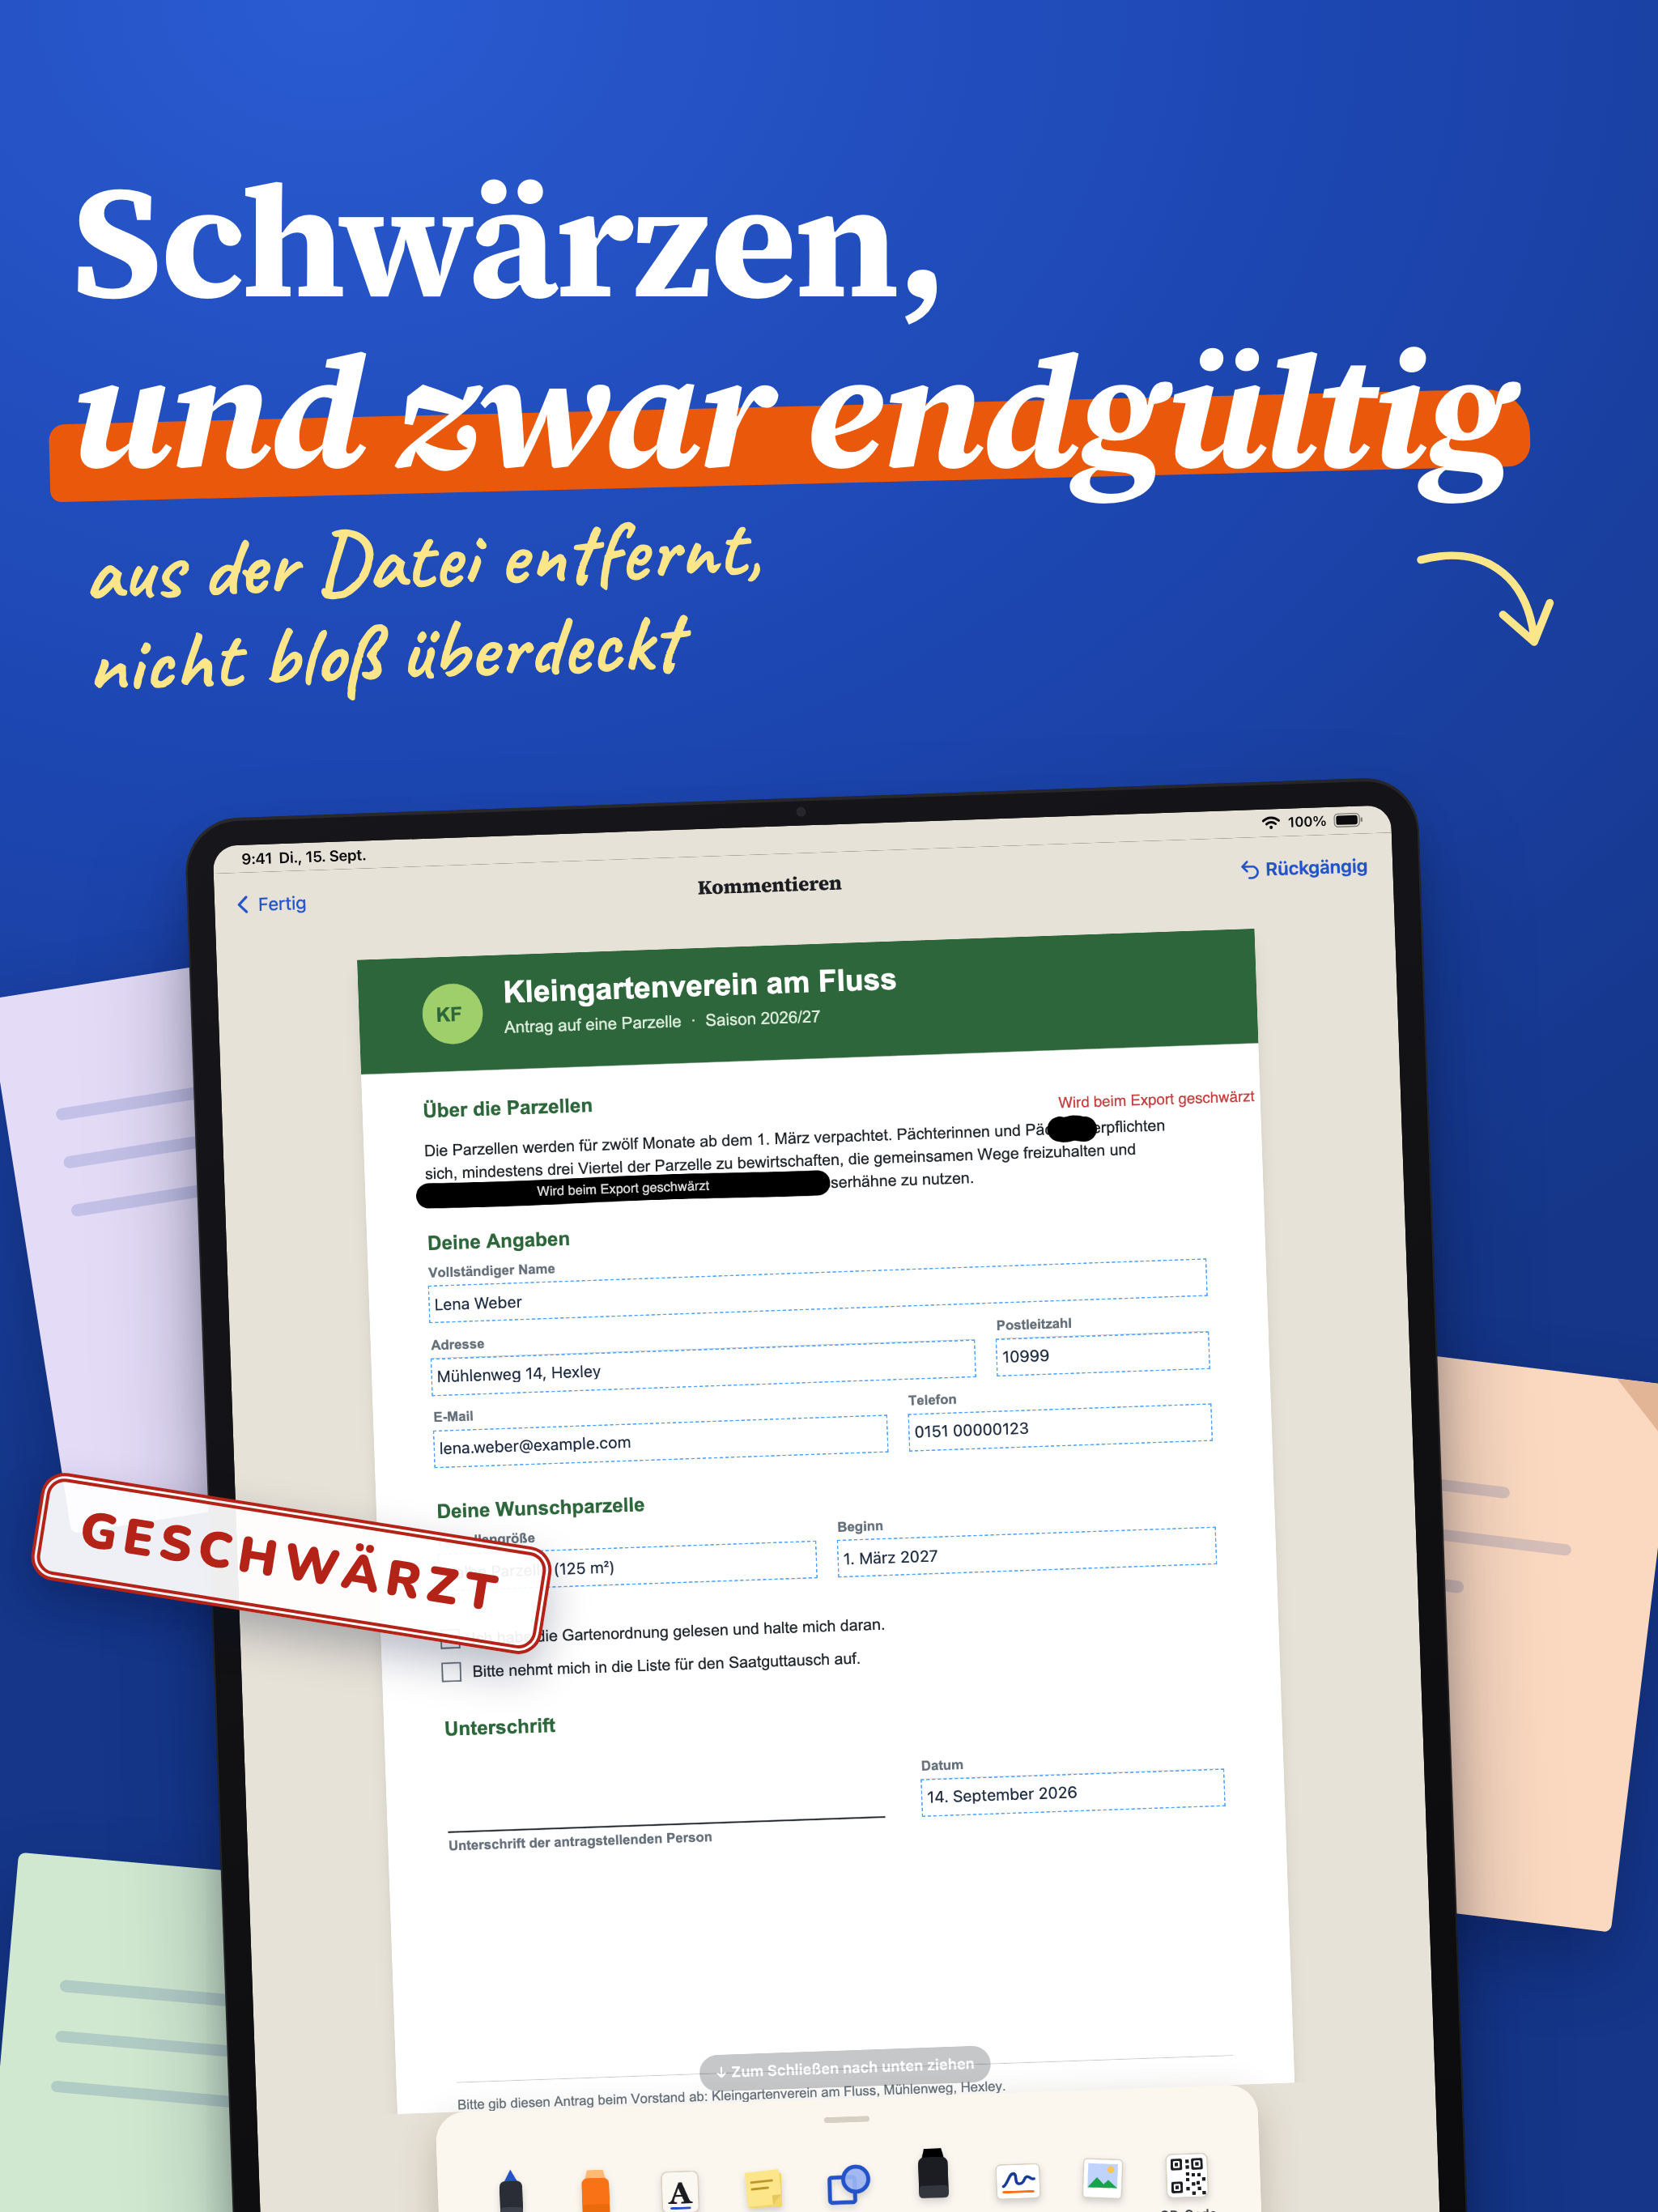 Schwärzen,
und zwar endgültig
aus der Datei entfernt,
nicht bloß überdeckt
9:41 Di., 15. Sept.
100%
Fertig
Kommentieren
Rückgängig
KF
Kleingartenverein am Fluss
Antrag auf eine Parzelle · Saison 2026/27
Über die Parzellen
Wird beim Export geschwärzt
Die Parzellen werden für zwölf Monate ab dem 1. März verpachtet. Pächterinnen und Päc erpflichten
sich, mindestens drei Viertel der Parzelle zu bewirtschaften, die gemeinsamen Wege freizuhalten und
Wird beim Export geschwärzt serhähne zu nutzen.
Deine Angaben
Vollständiger Name
Lena Weber
Adresse
Postleitzahl
Mühlenweg 14, Hexley
10999
E-Mail
Telefon
lena.weber@example.com
0151 00000123
Deine Wunschparzelle
llengröße
Beginn
Parzelle (125 m²)
1. März 2027
GESCHWÄRZT
habe die Gartenordnung gelesen und halte mich daran.
Bitte nehmt mich in die Liste für den Saatguttausch auf.
Unterschrift
Datum
14. September 2026
Unterschrift der antragstellenden Person
↓ Zum Schließen nach unten ziehen
Bitte gib diesen Antrag beim Vorstand ab: Kleingartenverein am Fluss, Mühlenweg, Hexley.
A